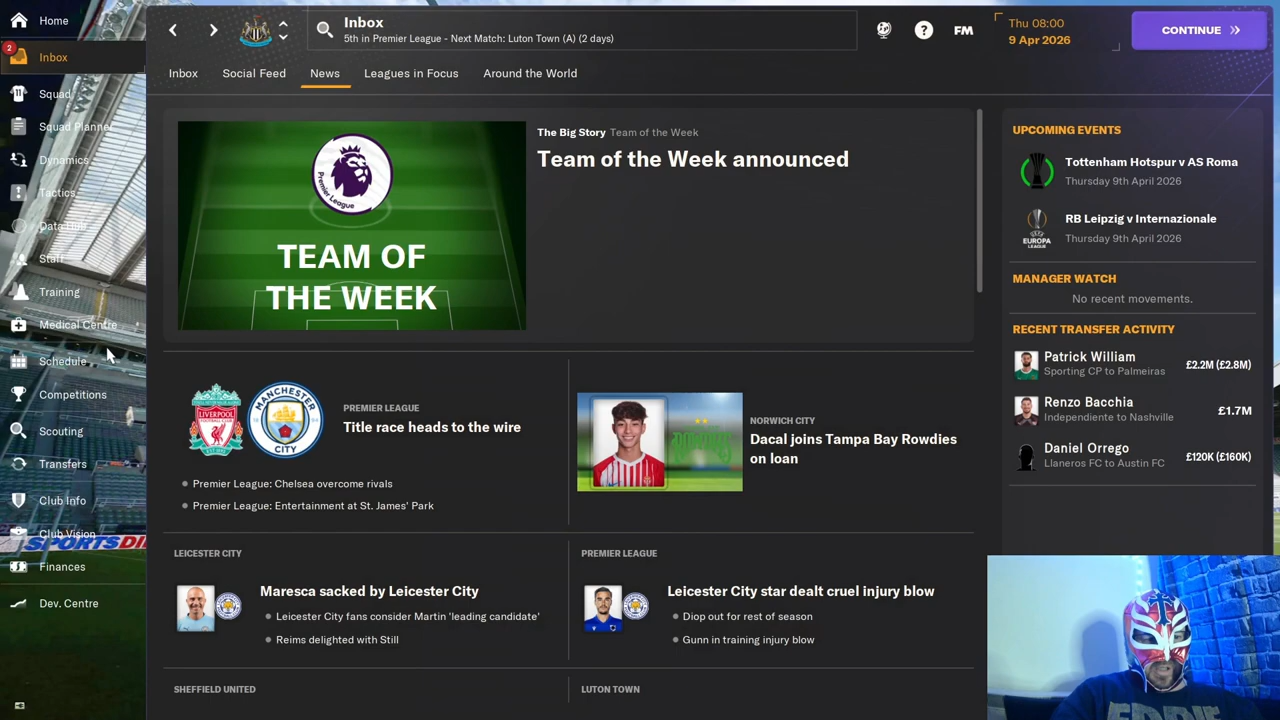 Home
Inbox
5th in Premier League - Next Match: Luton Town (A) (2 days)
FM
Thu 08:00
9 Apr 2026
CONTINUE
2
Inbox
Squad
Squad Planner
Dynamics
Tactics
Data Hub
Staff
Training
Medical Centre
Schedule
Competitions
Scouting
Transfers
Club Info
Club Vision
SPORTS DI
Finances
Dev. Centre
Inbox
Social Feed
News
Leagues in Focus
Around the World
Premier League
TEAM OF
THE WEEK
The Big Story Team of the Week
Team of the Week announced
LIVERPOOL
MANCHESTER
CITY
PREMIER LEAGUE
Title race heads to the wire
Premier League: Chelsea overcome rivals
Premier League: Entertainment at St. James' Park
NORWICH CITY
Dacal joins Tampa Bay Rowdies
on loan
LEICESTER CITY
Maresca sacked by Leicester City
Leicester City fans consider Martin 'leading candidate'
Reims delighted with Still
PREMIER LEAGUE
Leicester City star dealt cruel injury blow
Diop out for rest of season
Gunn in training injury blow
SHEFFIELD UNITED
LUTON TOWN
UPCOMING EVENTS
Tottenham Hotspur v AS Roma
Thursday 9th April 2026
EUROPA
LEAGUE
RB Leipzig v Internazionale
Thursday 9th April 2026
MANAGER WATCH
No recent movements.
RECENT TRANSFER ACTIVITY
Patrick William
Sporting CP to Palmeiras
£2.2M (£2.8M)
Renzo Bacchia
Independiente to Nashville
£1.7M
Daniel Orrego
Llaneros FC to Austin FC
£120K (£160K)